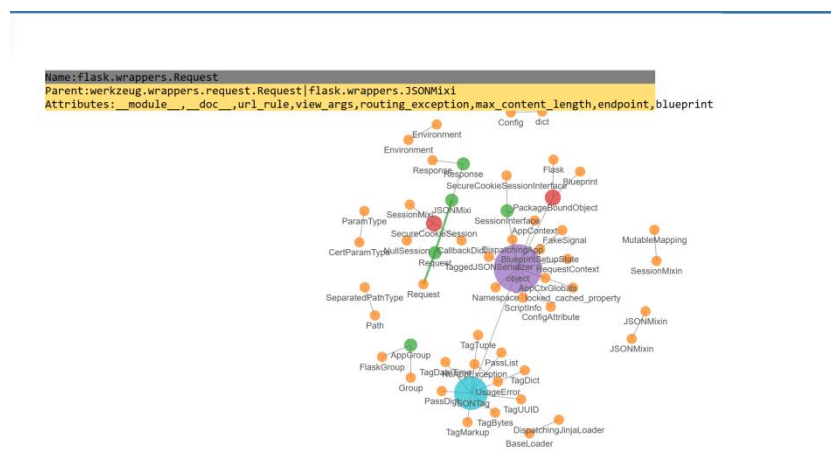 Name:flask.wrappers.Request
Parent:werkzeug.wrappers.request.Request|flask.wrappers.JSONMixi
Attributes:__module__,__doc__,url_rule,view_args,routing_exception,max_content_length,endpoint,blueprint
Config dict
Environment
Environment
Response
Response
Flask
Blueprint
SecureCookieSessionInterface
JSONMixi
PackageBoundObject
ParamType
SessionMixi
SessionInterface
AppContext
FakeSignal
MutableMapping
SecureCookieSession
CertParamType
NullSession
CallbackDict
DispatchingApp
BlueprintSetupState
Request
TaggedJSONSerializer
RequestContext
SessionMixin
object
AppCtxGlobals
SeparatedPathType
Request
Namespace
locked_cached_property
ScriptInfo
ConfigAttribute
Path
JSONMixin
TagTuple
JSONMixin
AppGroup
PassList
FlaskGroup
TagDateTime
NoAppException
TagDict
Group
UsageError
PassDict
JSONTag
TagUUID
TagBytes
TagMarkup
DispatchingJinjaLoader
BaseLoader